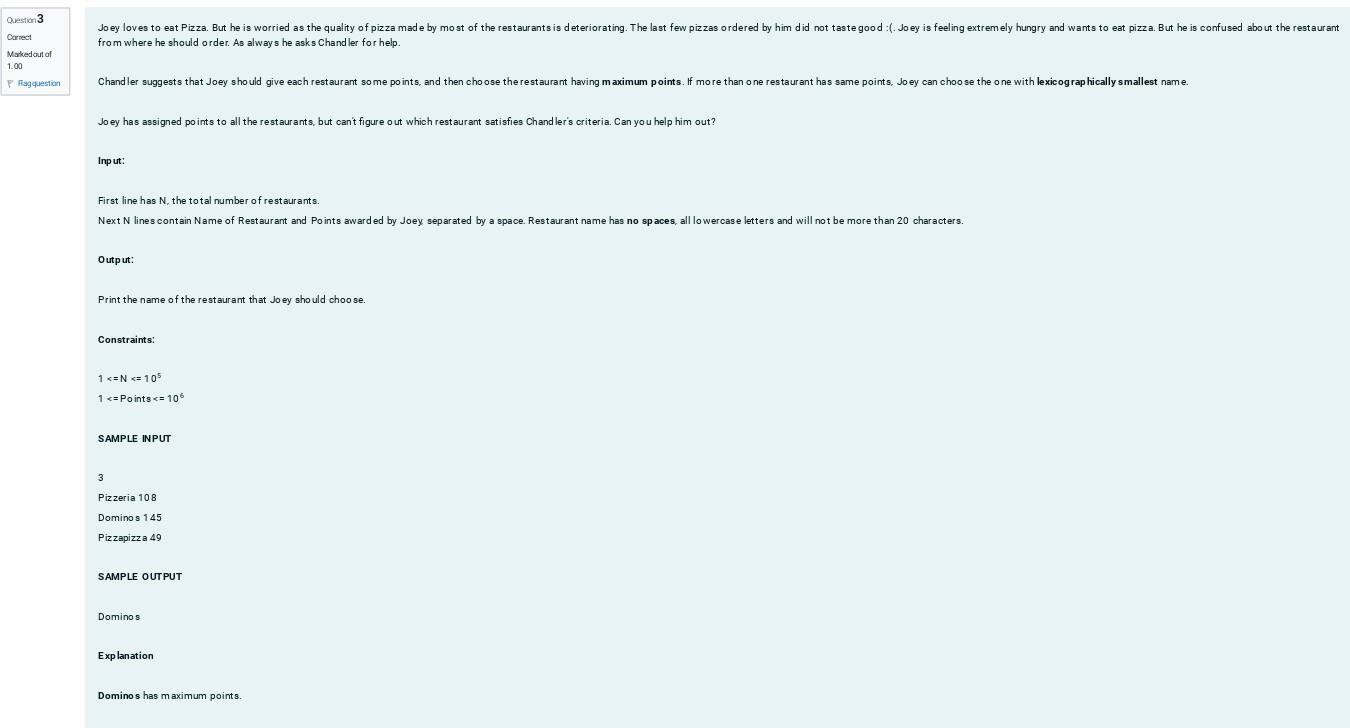 Question 3
Correct
Marked out of
1.00
Flag question
Joey loves to eat Pizza. But he is worried as the quality of pizza made by most of the restaurants is deteriorating. The last few pizzas ordered by him did not taste good :(. Joey is feeling extremely hungry and wants to eat pizza. But he is confused about the restaurant
from where he should order. As always he asks Chandler for help.
Chandler suggests that Joey should give each restaurant some points, and then choose the restaurant having maximum points. If more than one restaurant has same points, Joey can choose the one with lexicographically smallest name.
Joey has assigned points to all the restaurants, but can't figure out which restaurant satisfies Chandler's criteria. Can you help him out?
Input:
First line has N, the total number of restaurants.
Next N lines contain Name of Restaurant and Points awarded by Joey, separated by a space. Restaurant name has no spaces, all lowercase letters and will not be more than 20 characters.
Output:
Print the name of the restaurant that Joey should choose.
Constraints:
1 <= N <= 10⁵
1 <= Points <= 10⁶
SAMPLE INPUT
3
Pizzeria 108
Dominos 145
Pizzapizza 49
SAMPLE OUTPUT
Dominos
Explanation
Dominos has maximum points.